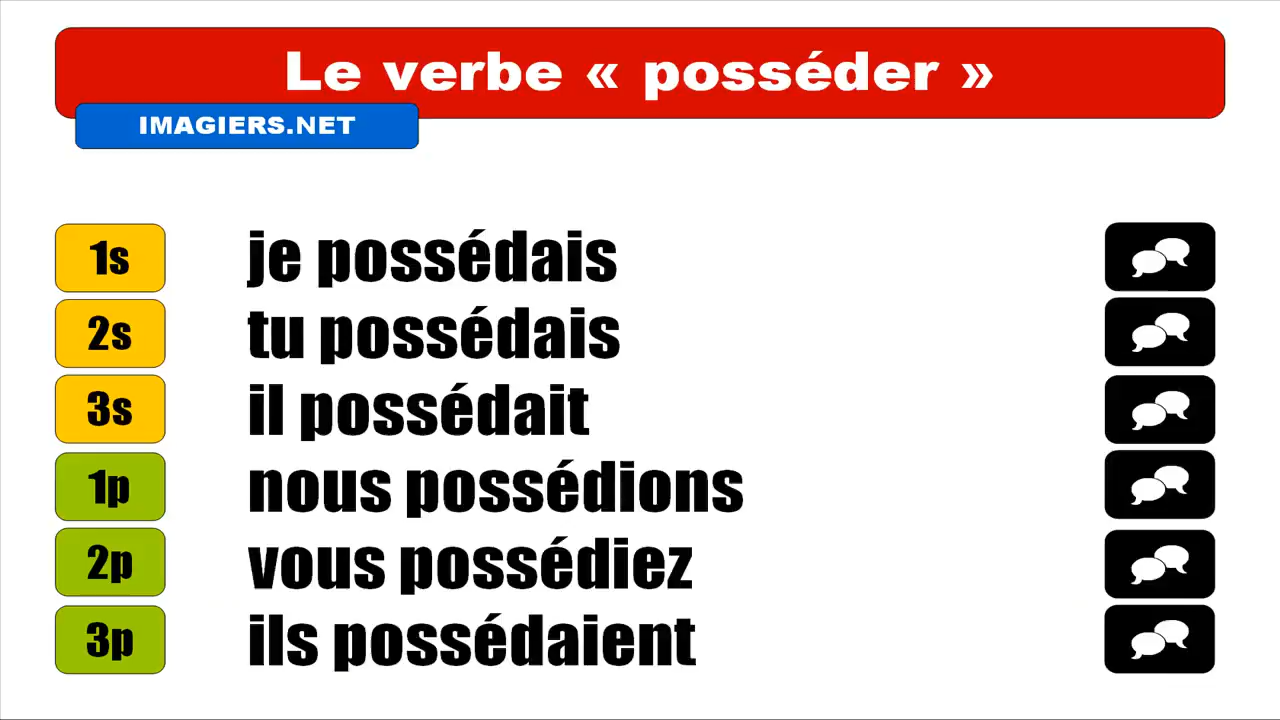 Le verbe « posséder »
IMAGIERS.NET
1s je possédais
2s tu possédais
3s il possédait
1p nous possédions
2p vous possédiez
3p ils possédaient